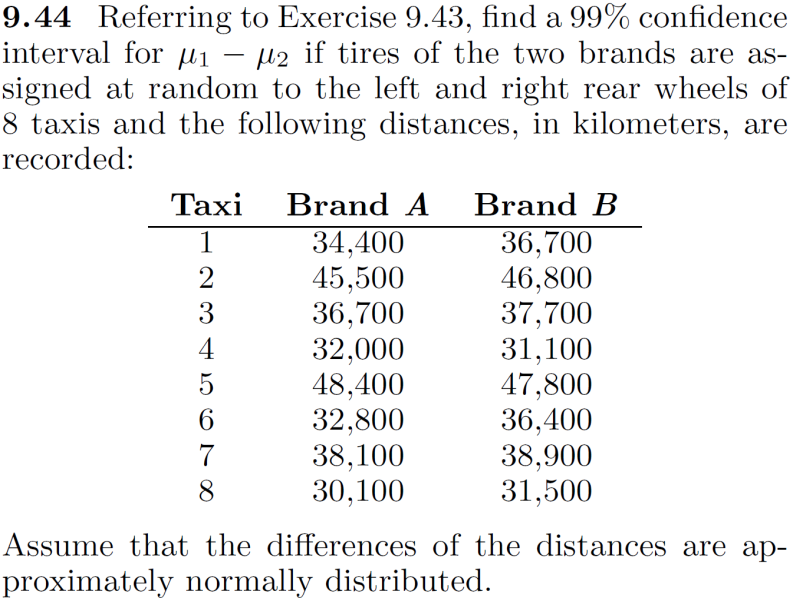 9.44 Referring to Exercise 9.43, find a 99% confidence
interval for μ1 − μ2 if tires of the two brands are as-
signed at random to the left and right rear wheels of
8 taxis and the following distances, in kilometers, are
recorded:
Taxi Brand A Brand B
1 34,400 36,700
2 45,500 46,800
3 36,700 37,700
4 32,000 31,100
5 48,400 47,800
6 32,800 36,400
7 38,100 38,900
8 30,100 31,500
Assume that the differences of the distances are ap-
proximately normally distributed.